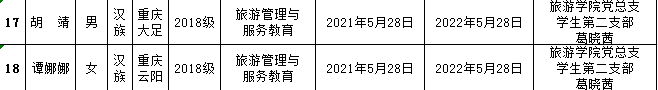 17 胡 靖 男 汉族 重庆大足 2018级 旅游管理与服务教育 2021年5月28日 2022年5月28日 旅游学院党总支学生第二支部葛晓茜
18 谭娜娜 女 汉族 重庆云阳 2018级 旅游管理与服务教育 2021年5月28日 2022年5月28日 旅游学院党总支学生第二支部葛晓茜